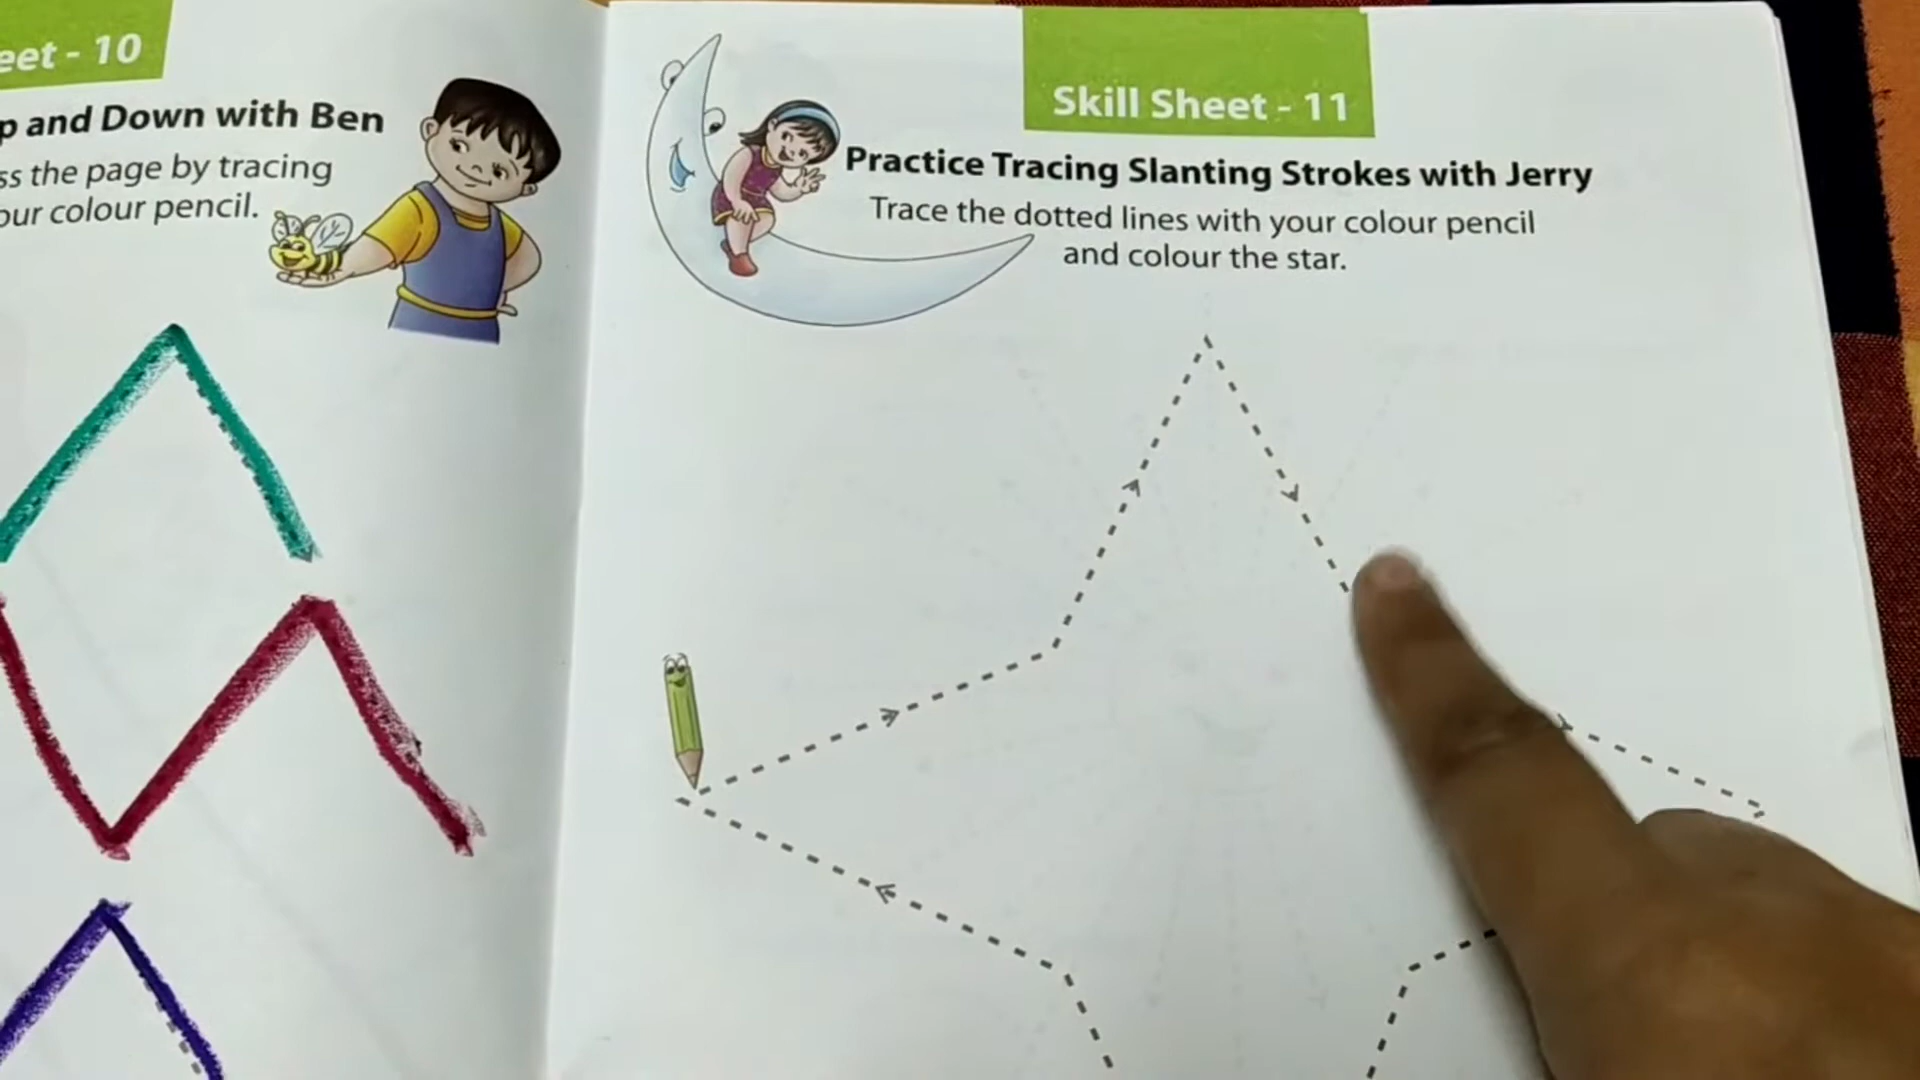 eet - 10
p and Down with Ben
ss the page by tracing
our colour pencil.
Skill Sheet - 11
Practice Tracing Slanting Strokes with Jerry
Trace the dotted lines with your colour pencil
and colour the star.